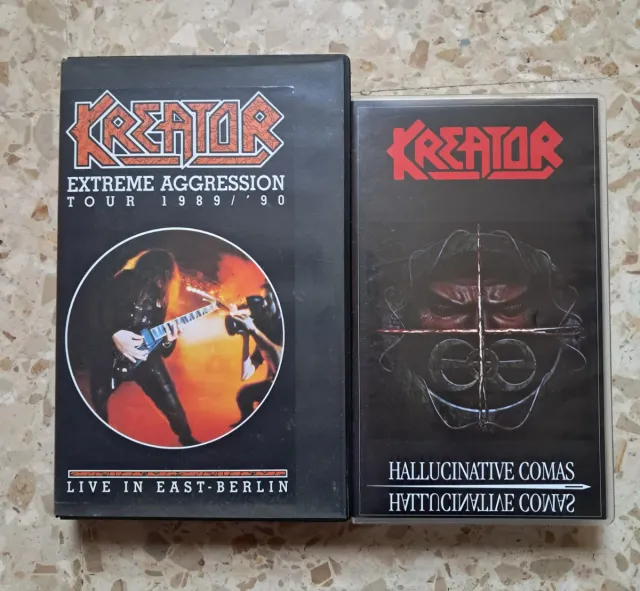 KREATOR
EXTREME AGGRESSION
TOUR 1989/'90
LIVE IN EAST-BERLIN
KREATOR
HALLUCINATIVE COMAS
HALLUCINATIVE COMAS